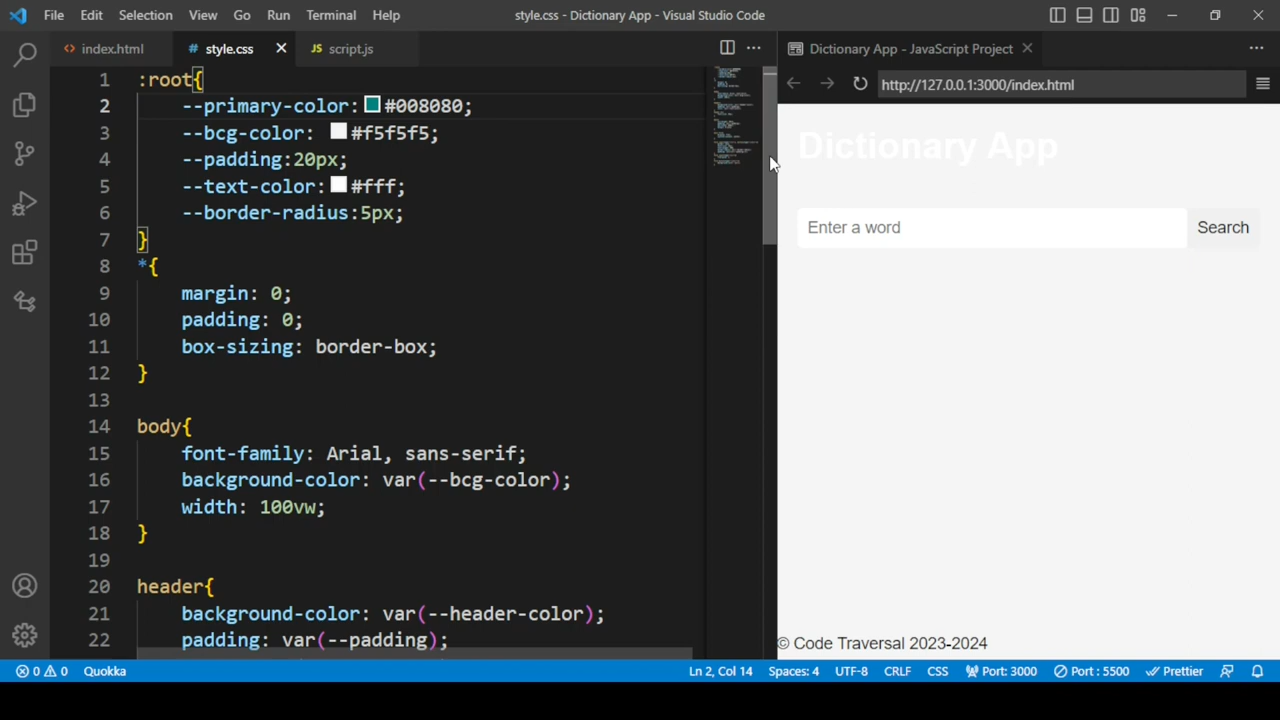 File Edit Selection View Go Run Terminal Help style.css - Dictionary App - Visual Studio Code
<> index.html # style.css JS script.js Dictionary App - JavaScript Project
http://127.0.0.1:3000/index.html
1 :root{
2 --primary-color: #008080;
3 --bcg-color: #f5f5f5;
4 --padding:20px;
5 --text-color: #fff;
6 --border-radius:5px;
7 }
8 *{
9 margin: 0;
10 padding: 0;
11 box-sizing: border-box;
12 }
13
14 body{
15 font-family: Arial, sans-serif;
16 background-color: var(--bcg-color);
17 width: 100vw;
18 }
19
20 header{
21 background-color: var(--header-color);
22 padding: var(--padding);
Dictionary App
Enter a word Search
© Code Traversal 2023-2024
0 0 Quokka Ln 2, Col 14 Spaces: 4 UTF-8 CRLF CSS Port: 3000 Port : 5500 Prettier